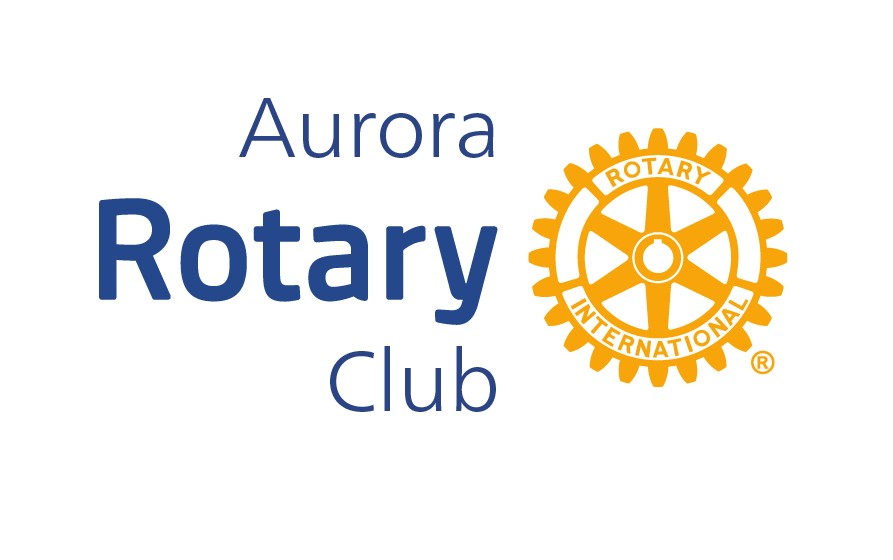 Aurora
Rotary
Club
ROTARY
INTERNATIONAL
®